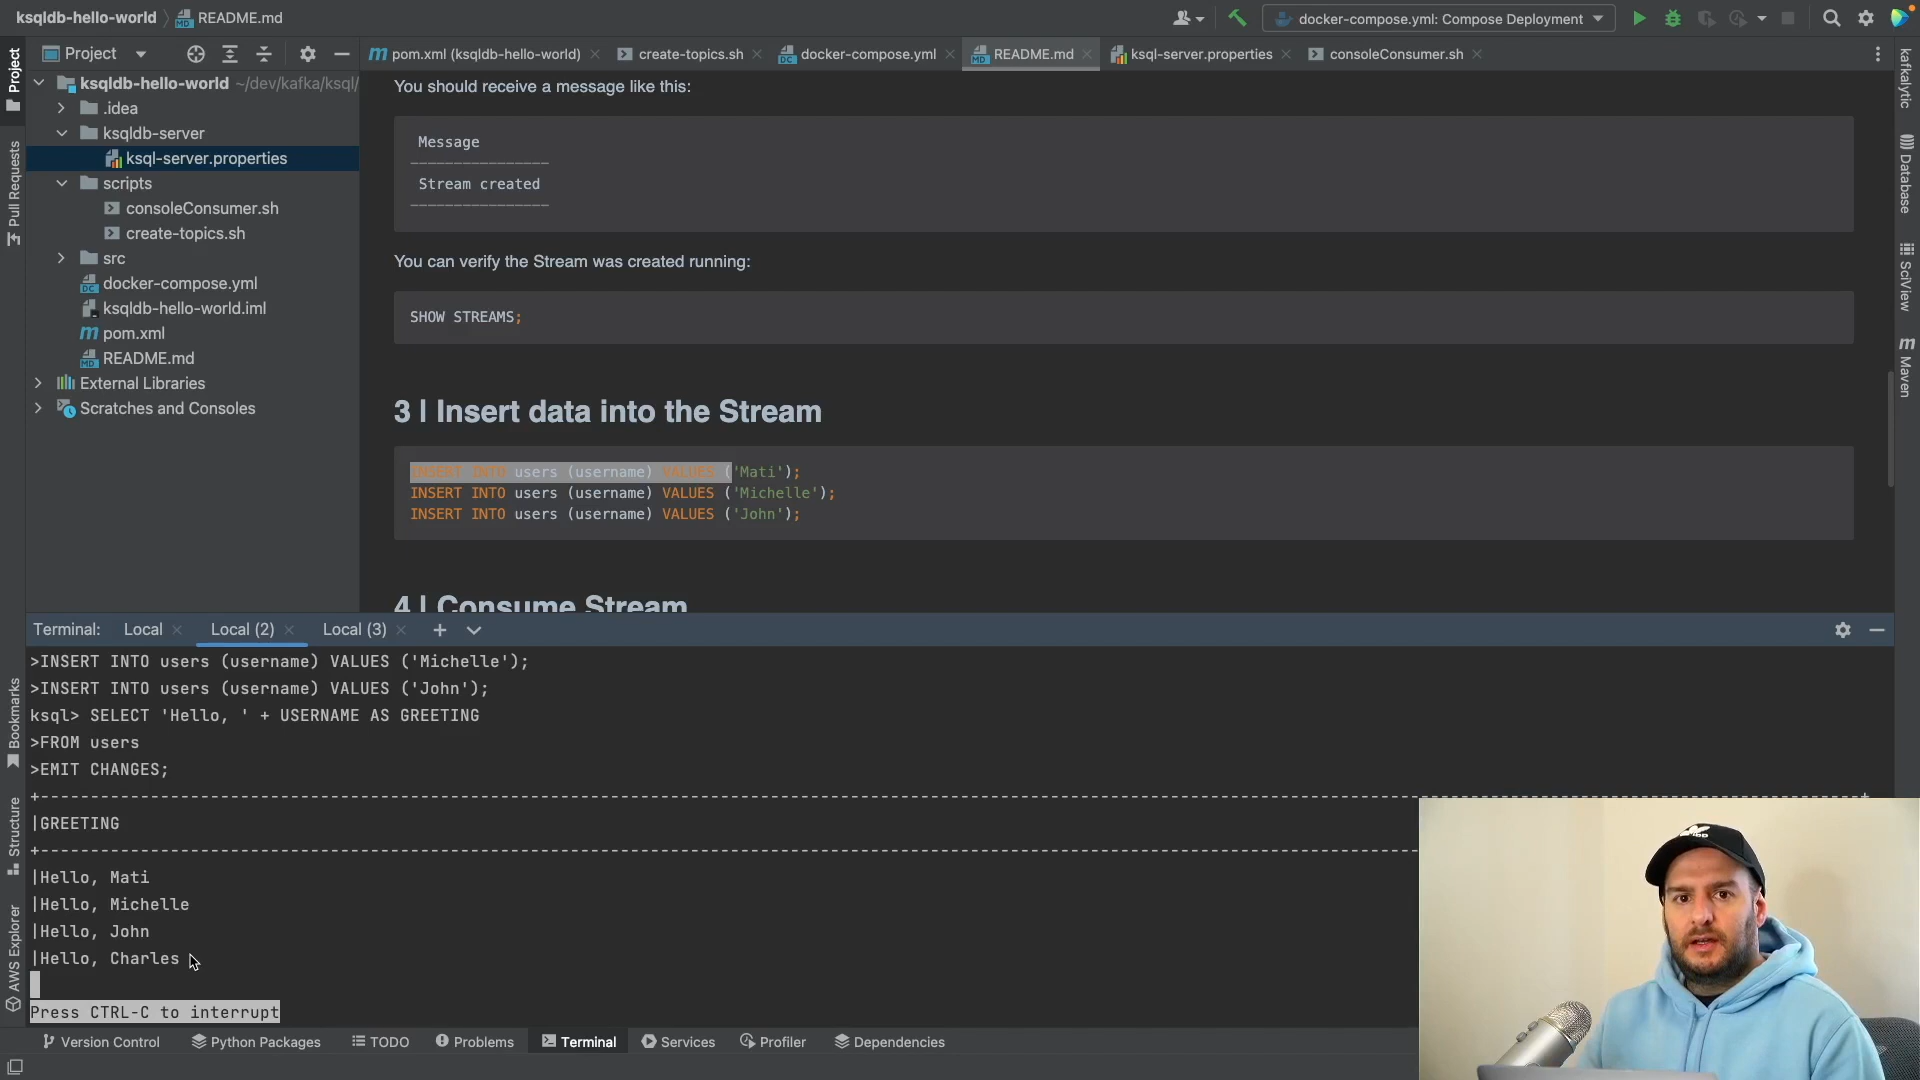 ksqldb-hello-world
README.md
docker-compose.yml: Compose Deployment
Project
pom.xml (ksqldb-hello-world)
create-topics.sh
docker-compose.yml
README.md
ksql-server.properties
consoleConsumer.sh
Project
Pull Requests
Bookmarks
Structure
AWS Explorer
ksqldb-hello-world ~/dev/kafka/ksql/
.idea
ksqldb-server
ksql-server.properties
scripts
consoleConsumer.sh
create-topics.sh
src
docker-compose.yml
ksqldb-hello-world.iml
pom.xml
README.md
External Libraries
Scratches and Consoles
You should receive a message like this:
Message
----------------
Stream created
----------------
You can verify the Stream was created running:
SHOW STREAMS;
3 | Insert data into the Stream
INSERT INTO users (username) VALUES ('Mati');
INSERT INTO users (username) VALUES ('Michelle');
INSERT INTO users (username) VALUES ('John');
4 | Consume Stream
kafkalytic
Database
SciView
Maven
Terminal: Local Local (2) Local (3)
>INSERT INTO users (username) VALUES ('Michelle');
>INSERT INTO users (username) VALUES ('John');
ksql> SELECT 'Hello, ' + USERNAME AS GREETING
>FROM users
>EMIT CHANGES;
|GREETING
|Hello, Mati
|Hello, Michelle
|Hello, John
|Hello, Charles
Press CTRL-C to interrupt
Version Control Python Packages TODO Problems Terminal Services Profiler Dependencies